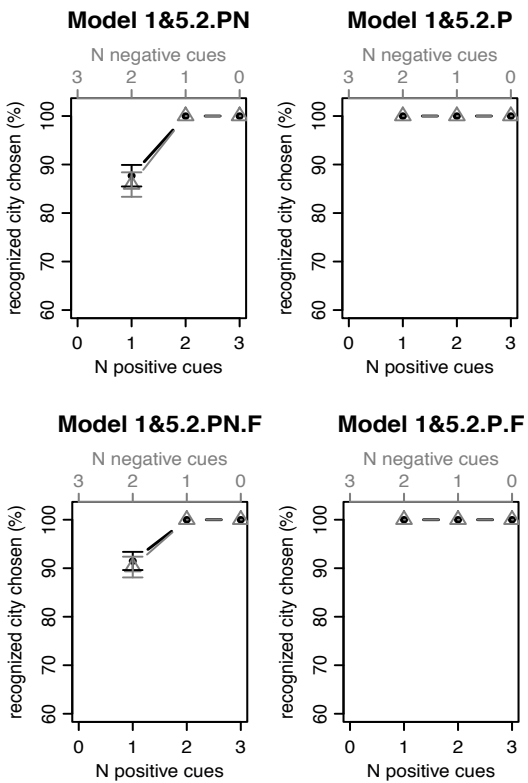 Model 1&5.2.PN
N negative cues
3 2 1 0
recognized city chosen (%)
100
90
80
70
60
0 1 2 3
N positive cues
Model 1&5.2.P
N negative cues
3 2 1 0
recognized city chosen (%)
100
90
80
70
60
0 1 2 3
N positive cues
Model 1&5.2.PN.F
N negative cues
3 2 1 0
recognized city chosen (%)
100
90
80
70
60
0 1 2 3
N positive cues
Model 1&5.2.P.F
N negative cues
3 2 1 0
recognized city chosen (%)
100
90
80
70
60
0 1 2 3
N positive cues